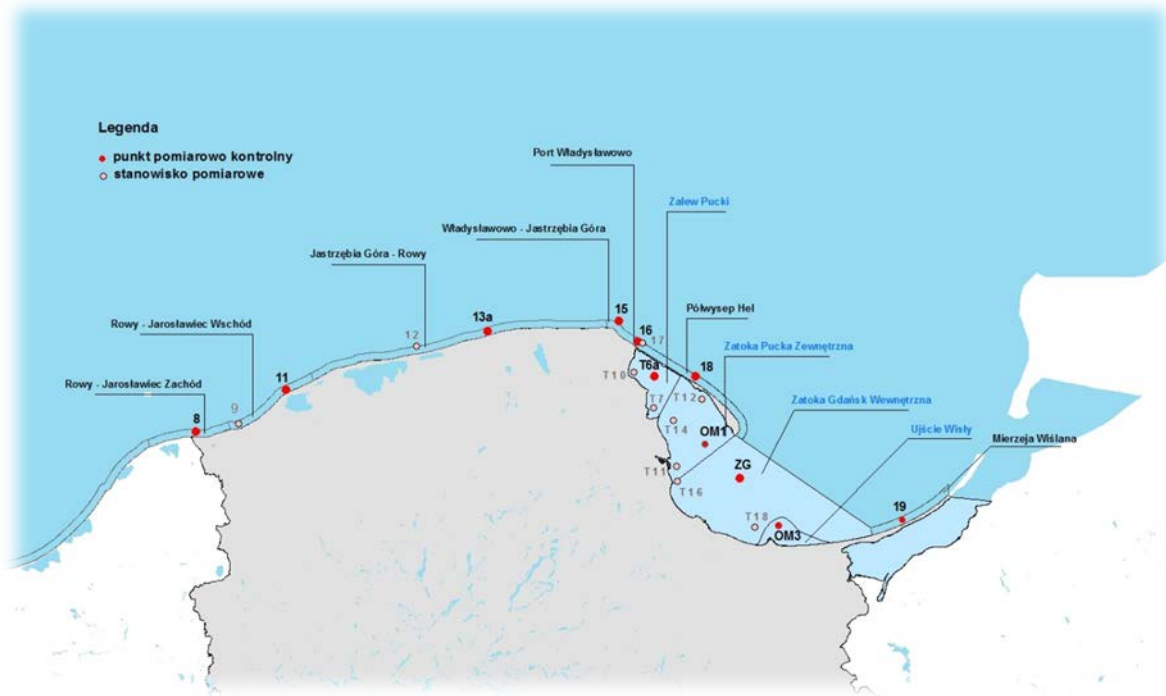 Legenda
punkt pomiarowo kontrolny
stanowisko pomiarowe
Port Władysławowo
Zalew Pucki
Władysławowo - Jastrzębia Góra
Jastrzębia Góra - Rowy
Półwysep Hel
Rowy - Jarosławiec Wschód
Zatoka Pucka Zewnętrzna
Rowy - Jarosławiec Zachód
Zatoka Gdańsk Wewnętrzna
Ujście Wisły
Mierzeja Wiślana
8
9
11
12
13a
15
16
17
T6a
18
T10
T7
T12
T14
OM1
T11
T16
ZG
T18
OM3
19